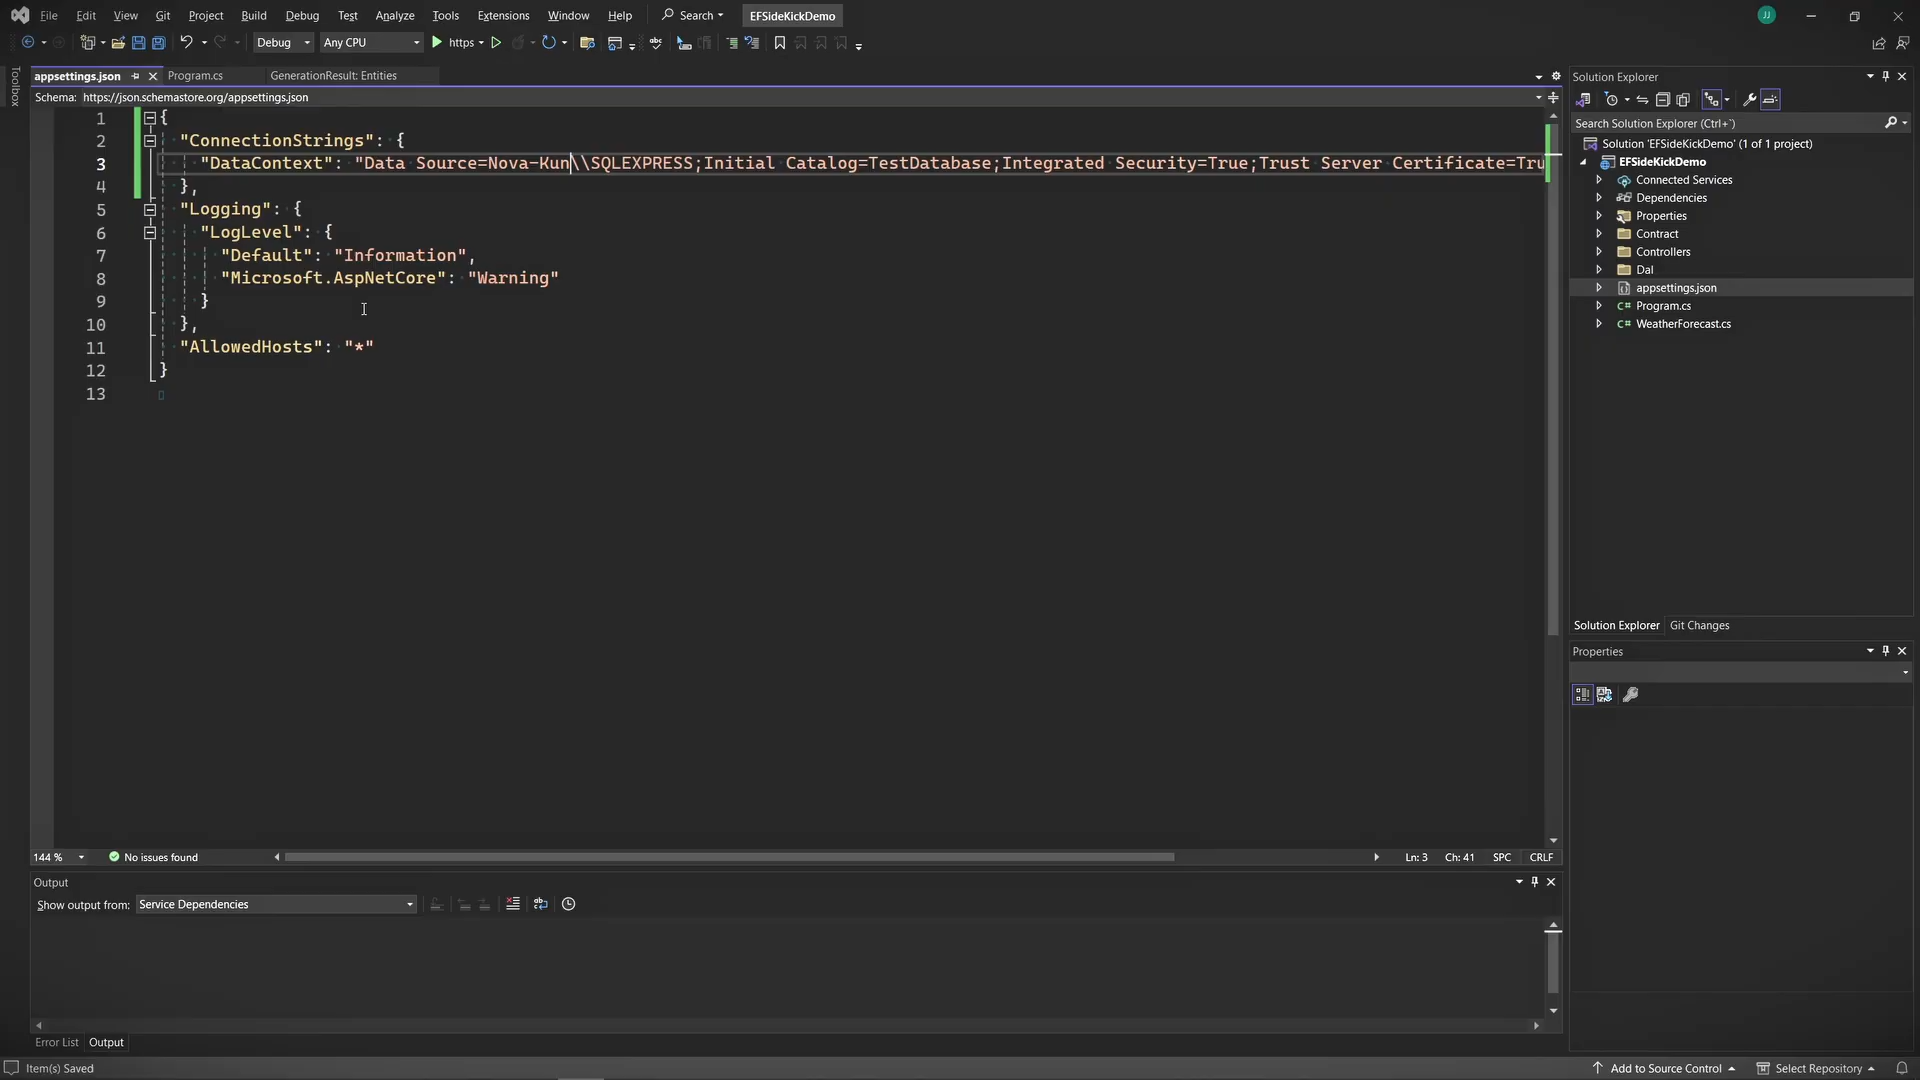 File Edit View Git Project Build Debug Test Analyze Tools Extensions Window Help Search EFSideKickDemo JJ
Debug Any CPU https
Toolbox
appsettings.json Program.cs GenerationResult: Entities
Schema: https://json.schemastore.org/appsettings.json
1 {
2 "ConnectionStrings": {
3 "DataContext": "Data Source=Nova-Kun\\SQLEXPRESS;Initial Catalog=TestDatabase;Integrated Security=True;Trust Server Certificate=Tru
4 },
5 "Logging": {
6 "LogLevel": {
7 "Default": "Information",
8 "Microsoft.AspNetCore": "Warning"
9 }
10 },
11 "AllowedHosts": "*"
12 }
13
144 % No issues found Ln: 3 Ch: 41 SPC CRLF
Output
Show output from: Service Dependencies
Error List Output
Item(s) Saved
Solution Explorer
Search Solution Explorer (Ctrl+`)
Solution 'EFSideKickDemo' (1 of 1 project)
EFSideKickDemo
Connected Services
Dependencies
Properties
Contract
Controllers
Dal
appsettings.json
C# Program.cs
C# WeatherForecast.cs
Solution Explorer Git Changes
Properties
Add to Source Control Select Repository